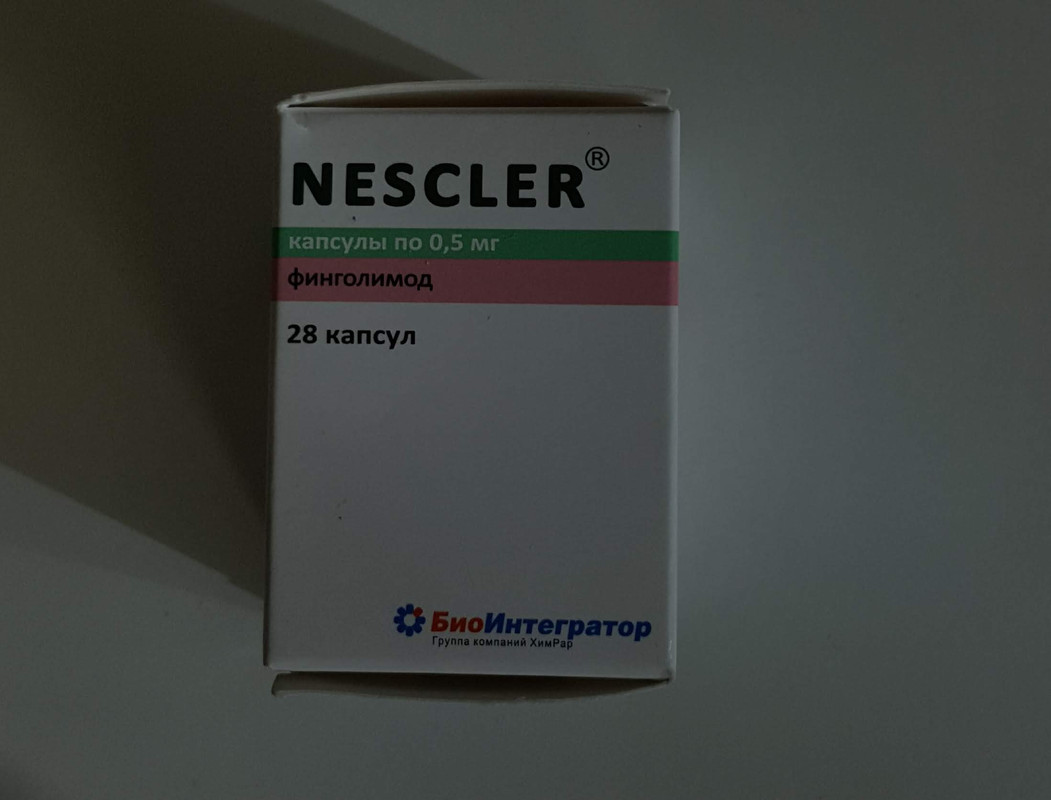 NESCLER®
капсулы по 0,5 мг
финголимод
28 капсул
БиоИнтегратор
Группа компаний ХимРар